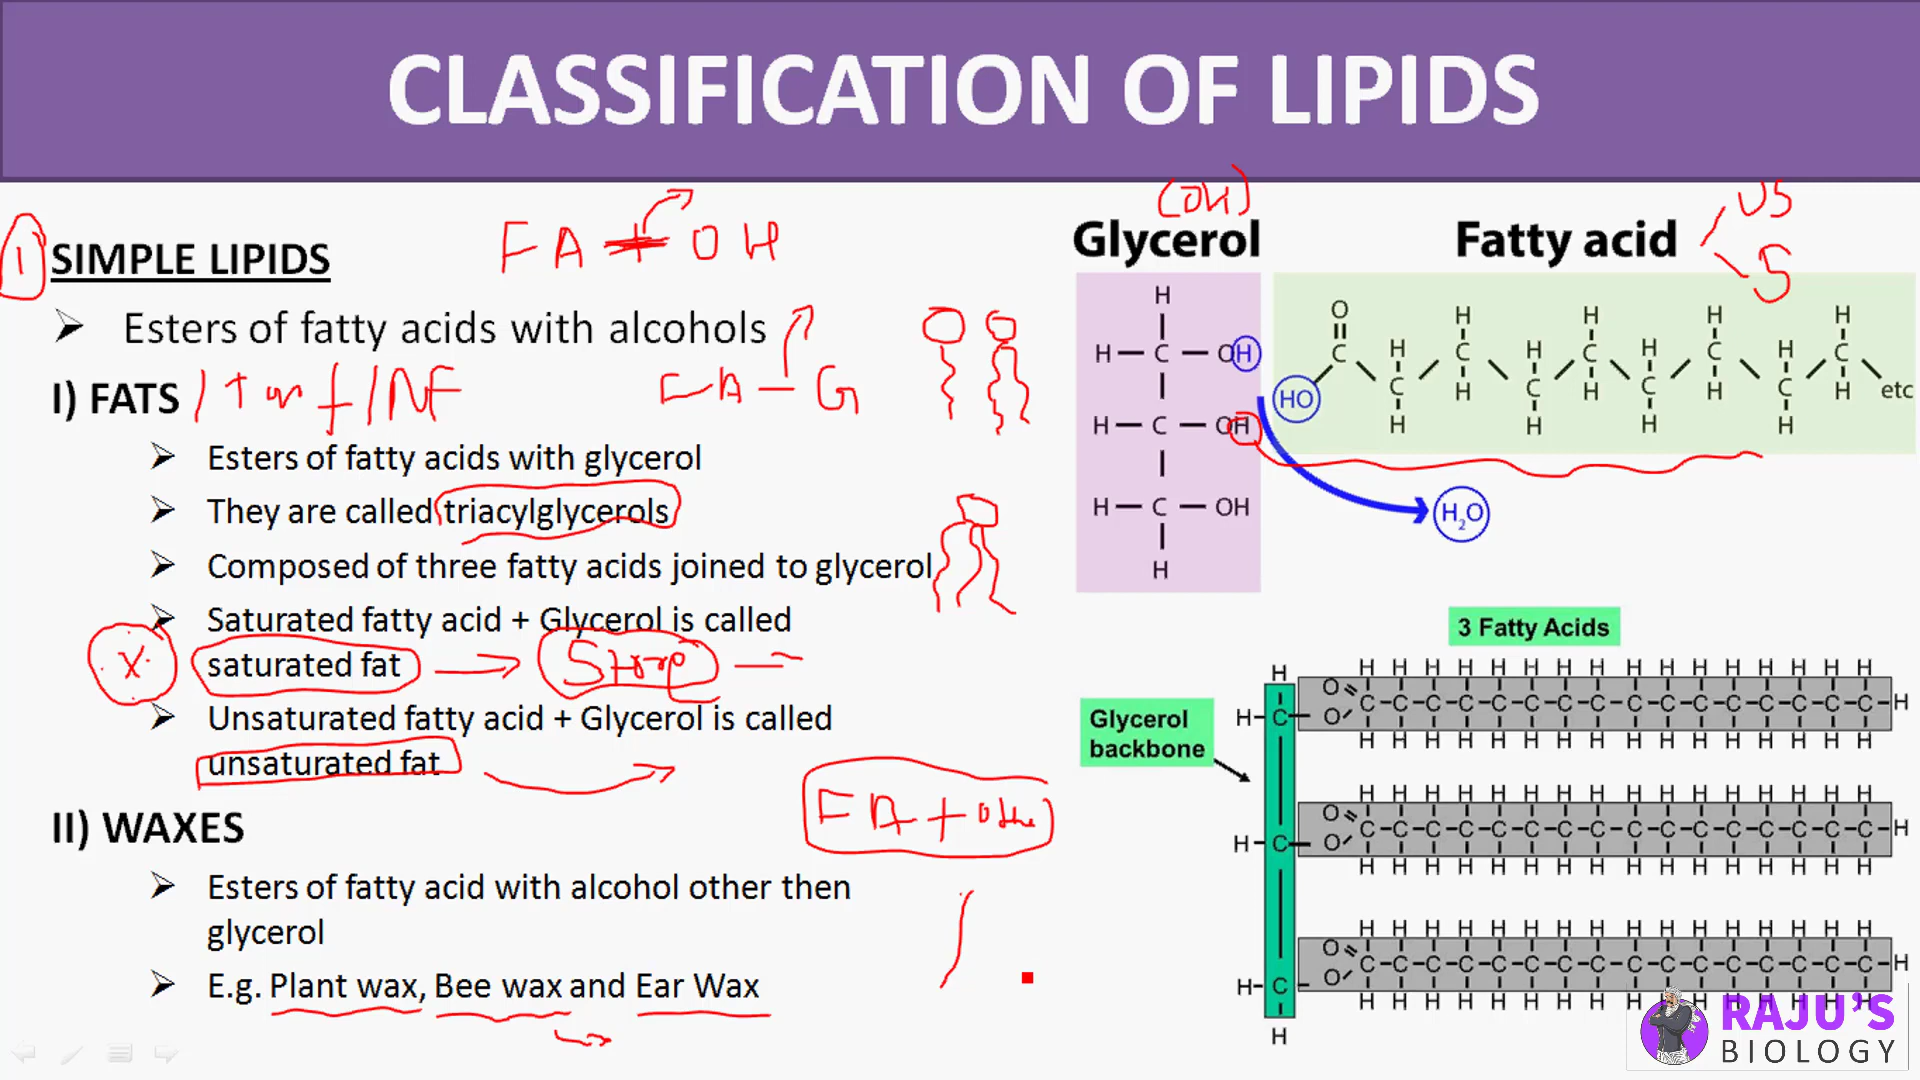 CLASSIFICATION OF LIPIDS
1 SIMPLE LIPIDS
FA + OH
➤ Esters of fatty acids with alcohols
I) FATS
/NF
FA - G
➤ Esters of fatty acids with glycerol
➤ They are called triacylglycerols
➤ Composed of three fatty acids joined to glycerol
➤ Saturated fatty acid + Glycerol is called
X saturated fat
➤ Unsaturated fatty acid + Glycerol is called
unsaturated fat
II) WAXES
FA + Othe
➤ Esters of fatty acid with alcohol other then
glycerol
➤ E.g. Plant wax, Bee wax and Ear Wax
(OH)
Glycerol
H
H — C — OH
H — C — OH
H — C — OH
H
Fatty acid
US
S
O H H H H
HO C H C H C H C H C etc
C H C H C H C H
H H H H
H2O
3 Fatty Acids
Glycerol
backbone
H
H H H H H H H H H H H H H H H H
H-C-O O C-C-C-C-C-C-C-C-C-C-C-C-C-C-C-C-H
H H H H H H H H H H H H H H H H
H H H H H H H H H H H H H H H H
H-C-O O C-C-C-C-C-C-C-C-C-C-C-C-C-C-C-C-H
H H H H H H H H H H H H H H H H
H H H H H H H H H H H H H H H H
H-C-O O C-C-C-C-C-C-C-C-C-C-C-C-C-C-C-C-H
H H H H H H H H H H H H H H H H
H
RAJU'S
BIOLOGY